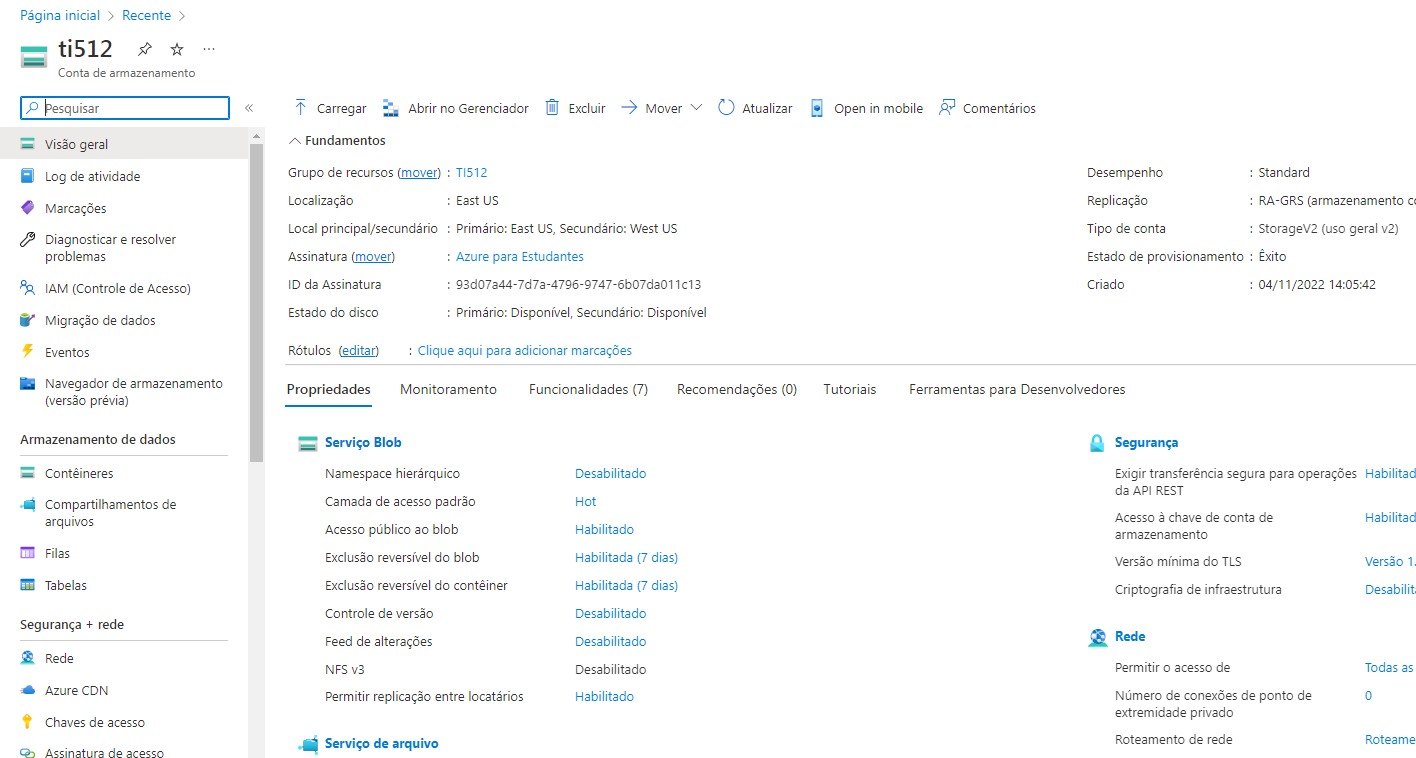 Página inicial > Recente >
ti512 ...
Conta de armazenamento
Pesquisar
«
Visão geral
Log de atividade
Marcações
Diagnosticar e resolver
problemas
IAM (Controle de Acesso)
Migração de dados
Eventos
Navegador de armazenamento
(versão prévia)
Armazenamento de dados
Contêineres
Compartilhamentos de
arquivos
Filas
Tabelas
Segurança + rede
Rede
Azure CDN
Chaves de acesso
Assinatura de acesso
Carregar Abrir no Gerenciador Excluir Mover Atualizar Open in mobile Comentários
Fundamentos
Grupo de recursos (mover) : TI512
Localização : East US
Local principal/secundário : Primário: East US, Secundário: West US
Assinatura (mover) : Azure para Estudantes
ID da Assinatura : 93d07a44-7d7a-4796-9747-6b07da011c13
Estado do disco : Primário: Disponível, Secundário: Disponível
Desempenho : Standard
Replicação : RA-GRS (armazenamento co
Tipo de conta : StorageV2 (uso geral v2)
Estado de provisionamento : Êxito
Criado : 04/11/2022 14:05:42
Rótulos (editar) : Clique aqui para adicionar marcações
Propriedades Monitoramento Funcionalidades (7) Recomendações (0) Tutoriais Ferramentas para Desenvolvedores
Serviço Blob
Namespace hierárquico Desabilitado
Camada de acesso padrão Hot
Acesso público ao blob Habilitado
Exclusão reversível do blob Habilitada (7 dias)
Exclusão reversível do contêiner Habilitada (7 dias)
Controle de versão Desabilitado
Feed de alterações Desabilitado
NFS v3 Desabilitado
Permitir replicação entre locatários Habilitado
Serviço de arquivo
Segurança
Exigir transferência segura para operações Habilitad
da API REST
Acesso à chave de conta de Habilitad
armazenamento
Versão mínima do TLS Versão 1.
Criptografia de infraestrutura Desabilita
Rede
Permitir o acesso de Todas as
Número de conexões de ponto de 0
extremidade privado
Roteamento de rede Roteame